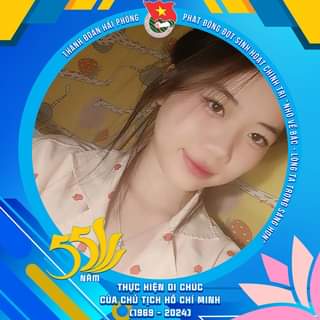 THÀNH ĐOÀN HẢI PHÒNG
PHÁT ĐỘNG ĐỢT SINH HOẠT CHÍNH TRỊ "NHỚ VỀ BÁC - LÒNG TA TRONG SÁNG HƠN"
55 NĂM
THỰC HIỆN DI CHÚC
CỦA CHỦ TỊCH HỒ CHÍ MINH
(1969 - 2024)